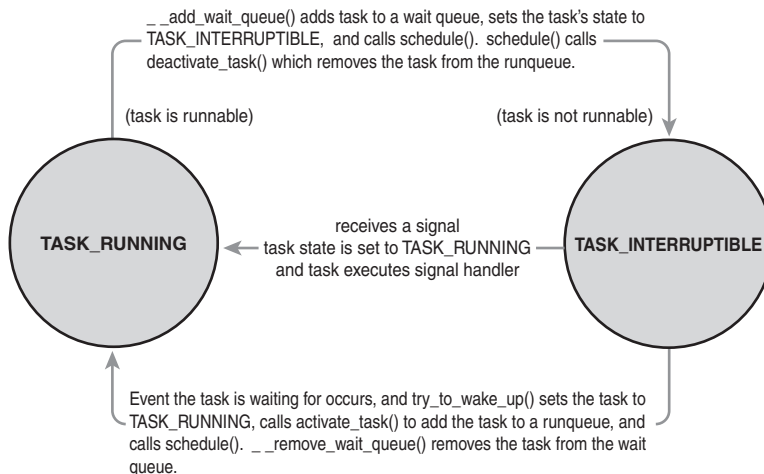 _ _add_wait_queue() adds task to a wait queue, sets the task's state to
TASK_INTERRUPTIBLE, and calls schedule(). schedule() calls
deactivate_task() which removes the task from the runqueue.
(task is runnable)
(task is not runnable)
TASK_RUNNING
receives a signal
task state is set to TASK_RUNNING
and task executes signal handler
TASK_INTERRUPTIBLE
Event the task is waiting for occurs, and try_to_wake_up() sets the task to
TASK_RUNNING, calls activate_task() to add the task to a runqueue, and
calls schedule(). _ _remove_wait_queue() removes the task from the wait
queue.